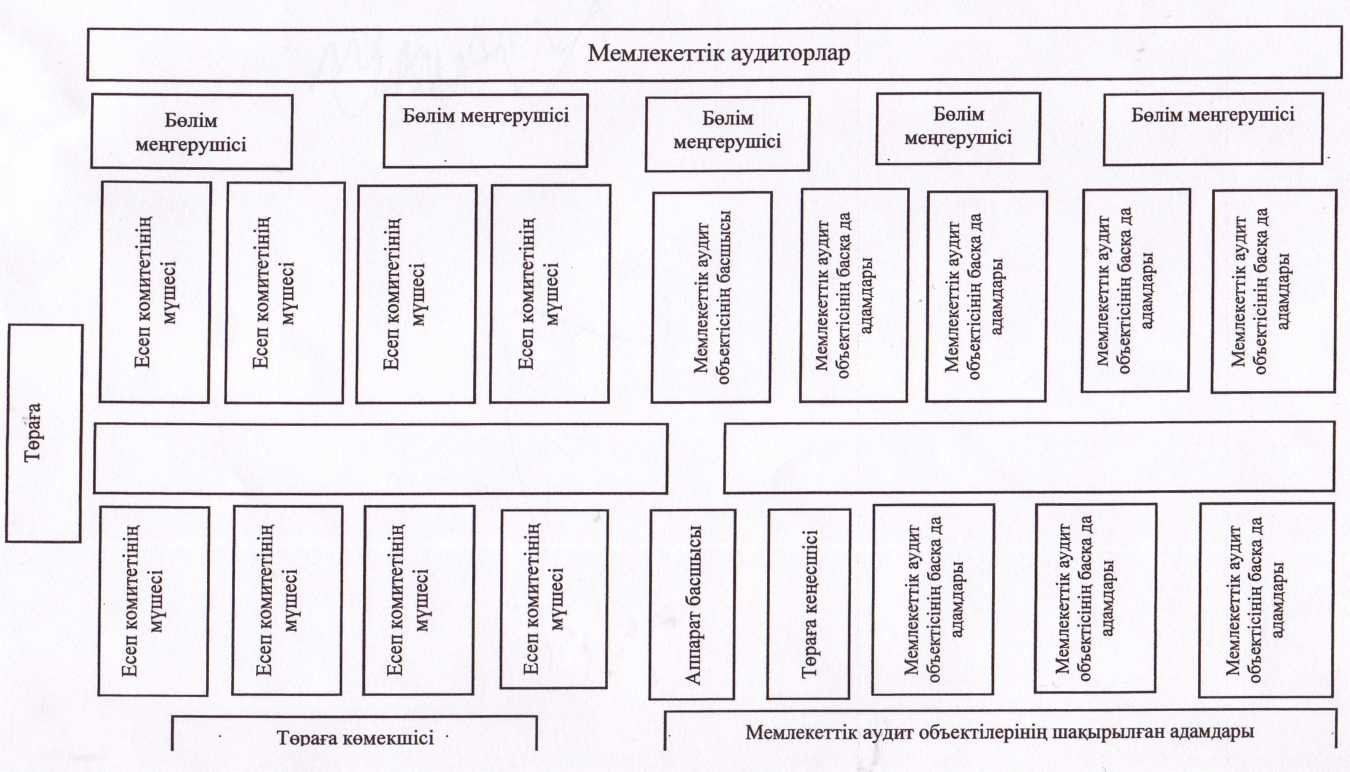 Мемлекеттік аудиторлар
Бөлім
меңгерушісі
Бөлім меңгерушісі
Бөлім
меңгерушісі
Бөлім
меңгерушісі
Бөлім меңгерушісі
Есеп комитетінің
мүшесі
Есеп комитетінің
мүшесі
Есеп комитетінің
мүшесі
Есеп комитетінің
мүшесі
Мемлекеттік аудит
объектісінің басшысы
Мемлекеттік аудит
объектісінің басқа да
адамдары
Мемлекеттік аудит
объектісінің басқа да
адамдары
Мемлекеттік аудит
объектісінің басқа да
адамдары
Мемлекеттік аудит
объектісінің басқа да
адамдары
Төраға
Есеп комитетінің
мүшесі
Есеп комитетінің
мүшесі
Есеп комитетінің
мүшесі
Есеп комитетінің
мүшесі
Аппарат басшысы
Төраға кеңесшісі
Мемлекеттік аудит
объектісінің басқа да
адамдары
Мемлекеттік аудит
объектісінің басқа да
адамдары
Мемлекеттік аудит
объектісінің басқа да
адамдары
Төраға көмекшісі
Мемлекеттік аудит объектілерінің шақырылған адамдары